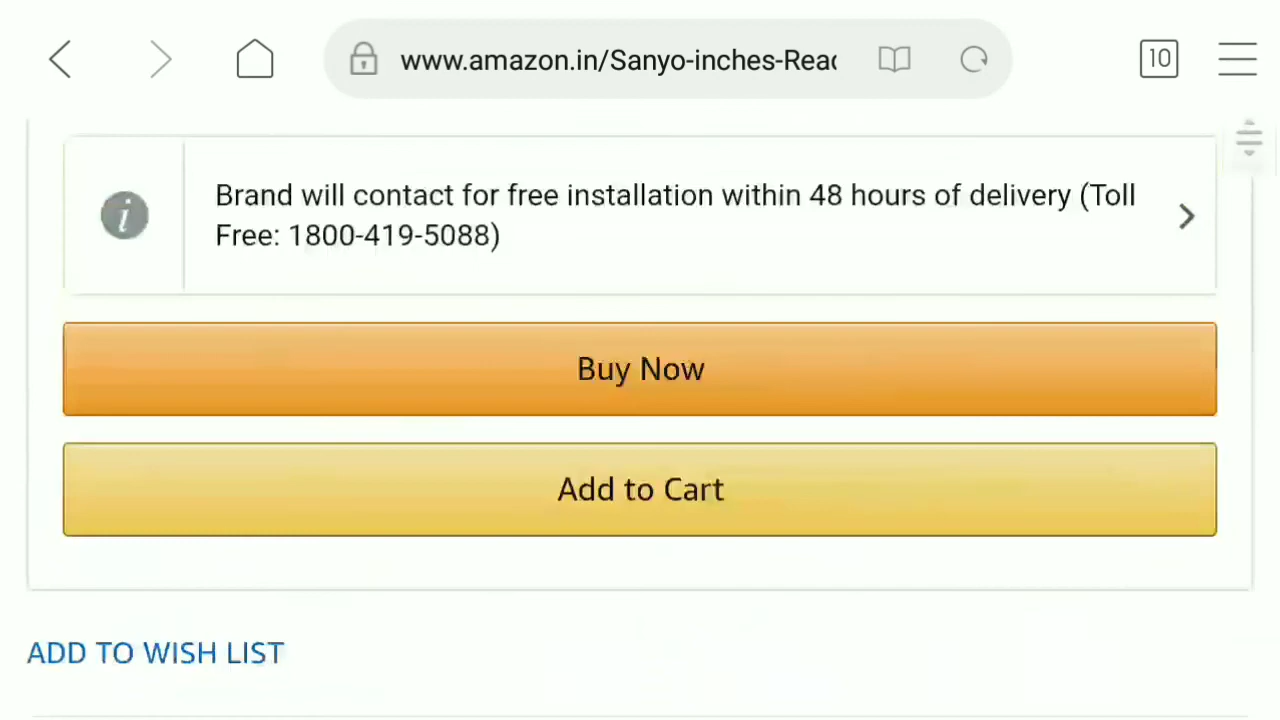 www.amazon.in/Sanyo-inches-Read
10
Brand will contact for free installation within 48 hours of delivery (Toll
Free: 1800-419-5088)
Buy Now
Add to Cart
ADD TO WISH LIST